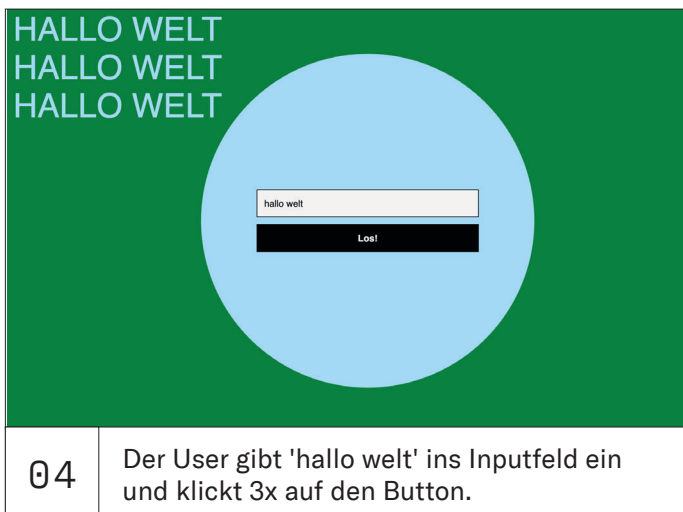 HALLO WELT
HALLO WELT
HALLO WELT
hallo welt
Los!
04
Der User gibt 'hallo welt' ins Inputfeld ein
und klickt 3x auf den Button.